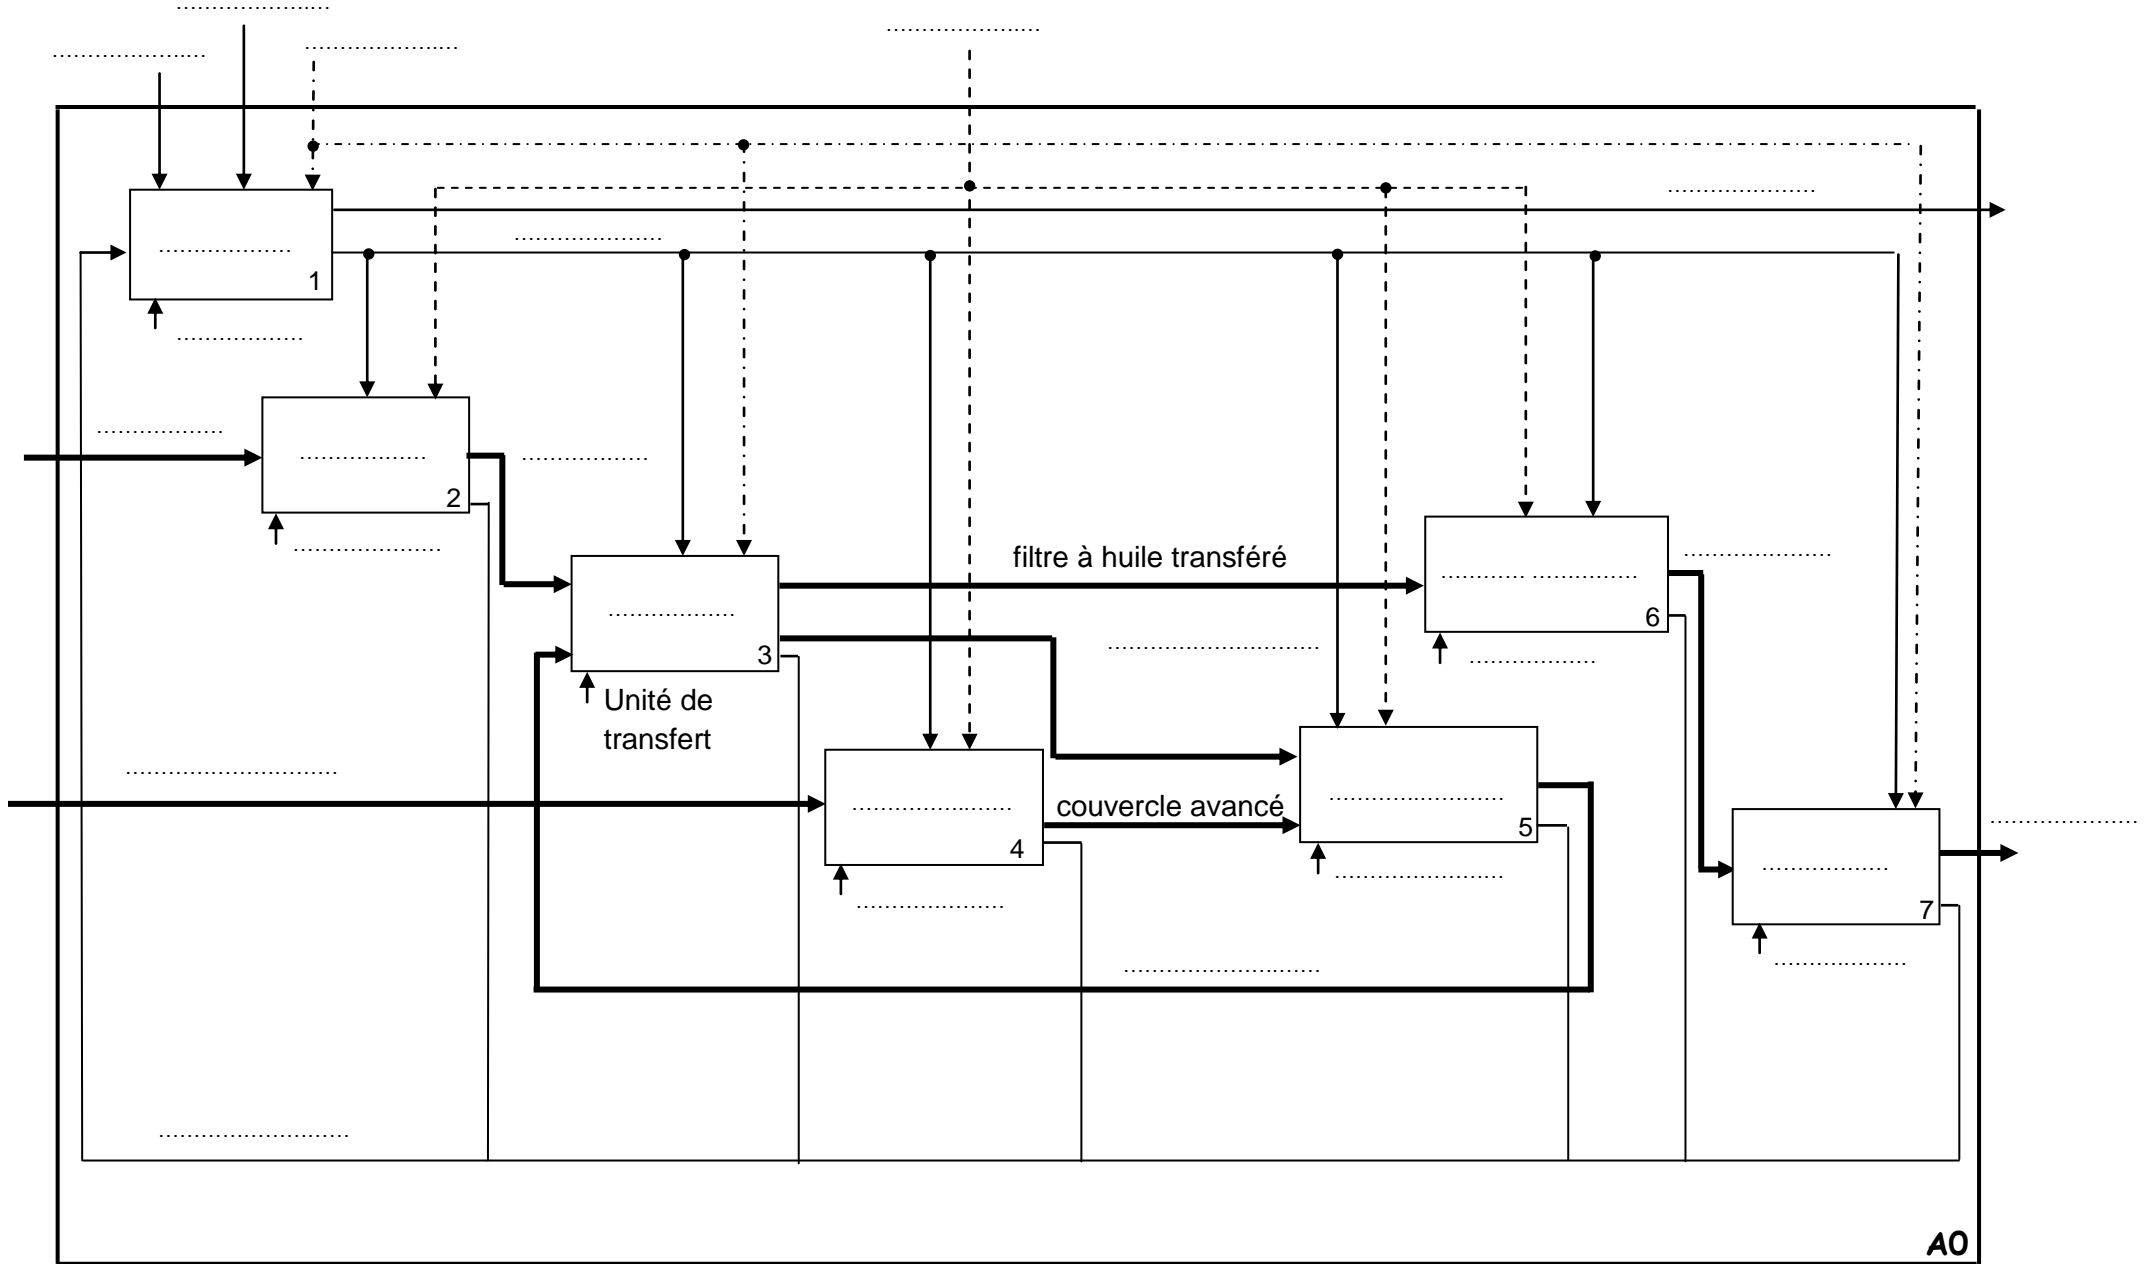 1
2
filtre à huile transféré
6
3
Unité de
transfert
couvercle avancé
5
4
7
A0